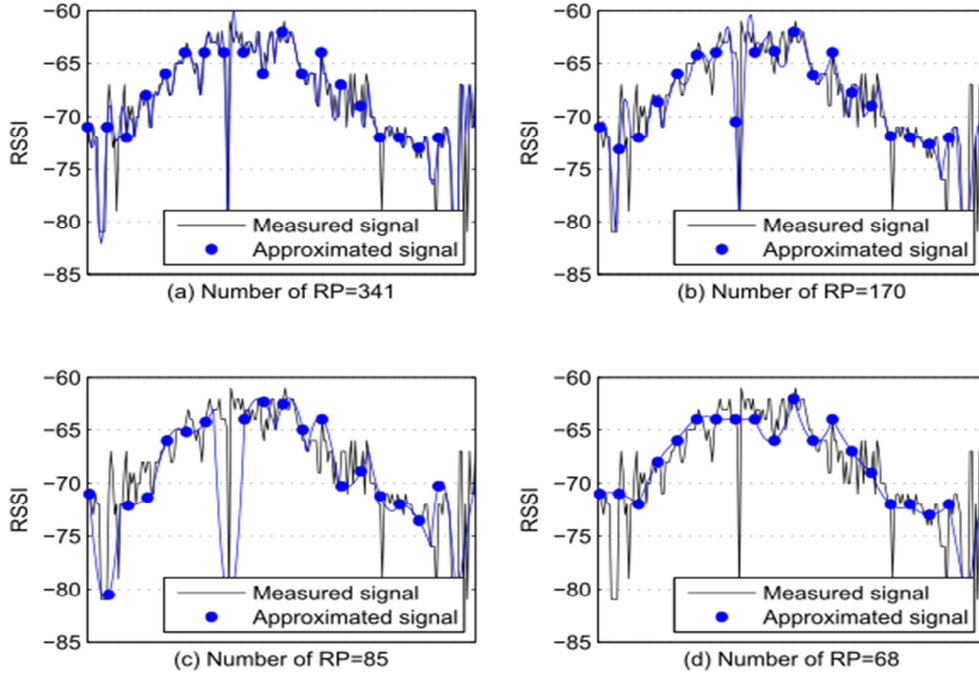 −60
−65
−70
−75
−80
−85
RSSI
Measured signal
Approximated signal
(a) Number of RP=341
−60
−65
−70
−75
−80
−85
RSSI
Measured signal
Approximated signal
(b) Number of RP=170
−60
−65
−70
−75
−80
−85
RSSI
Measured signal
Approximated signal
(c) Number of RP=85
−60
−65
−70
−75
−80
−85
RSSI
Measured signal
Approximated signal
(d) Number of RP=68